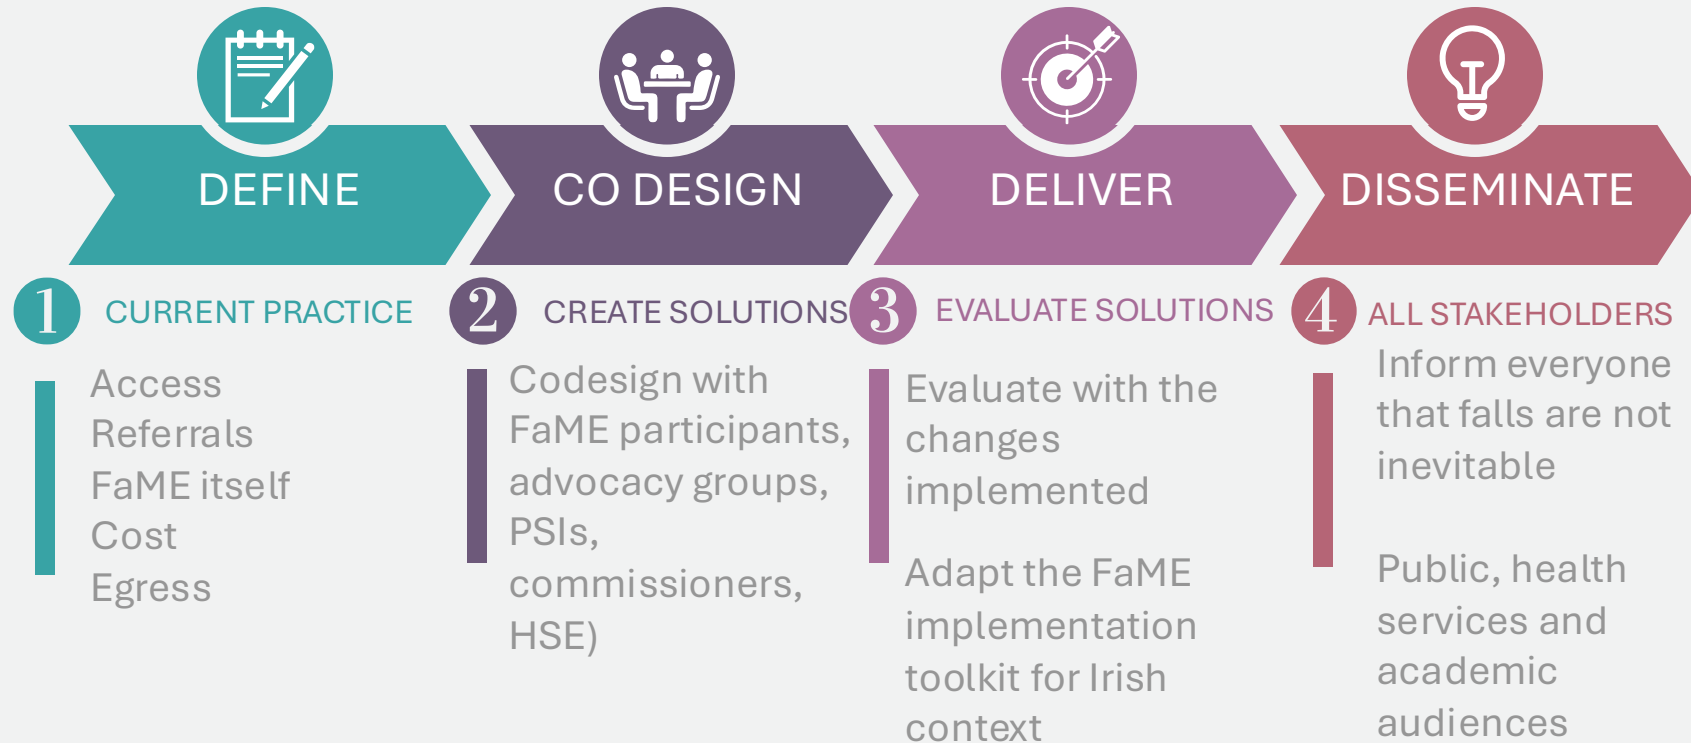 DEFINE
CO DESIGN
DELIVER
DISSEMINATE
1 CURRENT PRACTICE
Access
Referrals
FaME itself
Cost
Egress
2 CREATE SOLUTIONS
Codesign with
FaME participants,
advocacy groups,
PSIs,
commissioners,
HSE)
3 EVALUATE SOLUTIONS
Evaluate with the
changes
implemented
Adapt the FaME
implementation
toolkit for Irish
context
4 ALL STAKEHOLDERS
Inform everyone
that falls are not
inevitable
Public, health
services and
academic
audiences